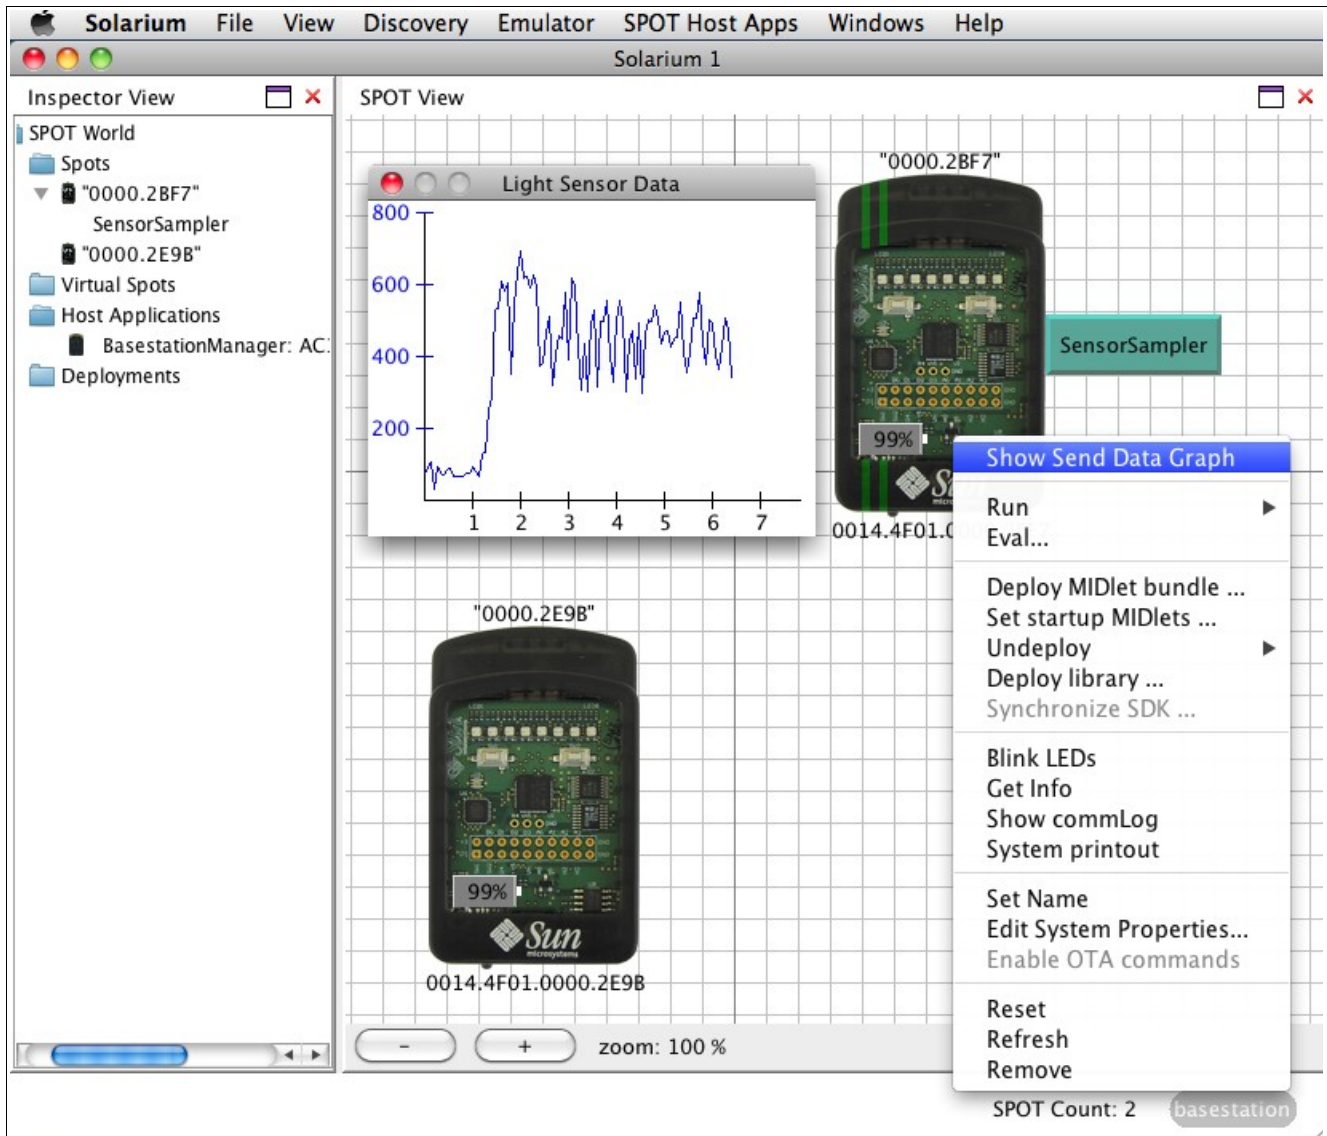 Solarium File View Discovery Emulator SPOT Host Apps Windows Help
Solarium 1
Inspector View
SPOT World
Spots
"0000.2BF7"
SensorSampler
"0000.2E9B"
Virtual Spots
Host Applications
BasestationManager: AC
Deployments
SPOT View
Light Sensor Data
800
600
400
200
1 2 3 4 5 6 7
"0000.2BF7"
SensorSampler
99%
0014.4F01.0
"0000.2E9B"
99%
Sun
microsystems
0014.4F01.0000.2E9B
Show Send Data Graph
Run
Eval...
Deploy MIDlet bundle ...
Set startup MIDlets ...
Undeploy
Deploy library ...
Synchronize SDK ...
Blink LEDs
Get Info
Show commLog
System printout
Set Name
Edit System Properties...
Enable OTA commands
Reset
Refresh
Remove
- + zoom: 100 %
SPOT Count: 2 basestation